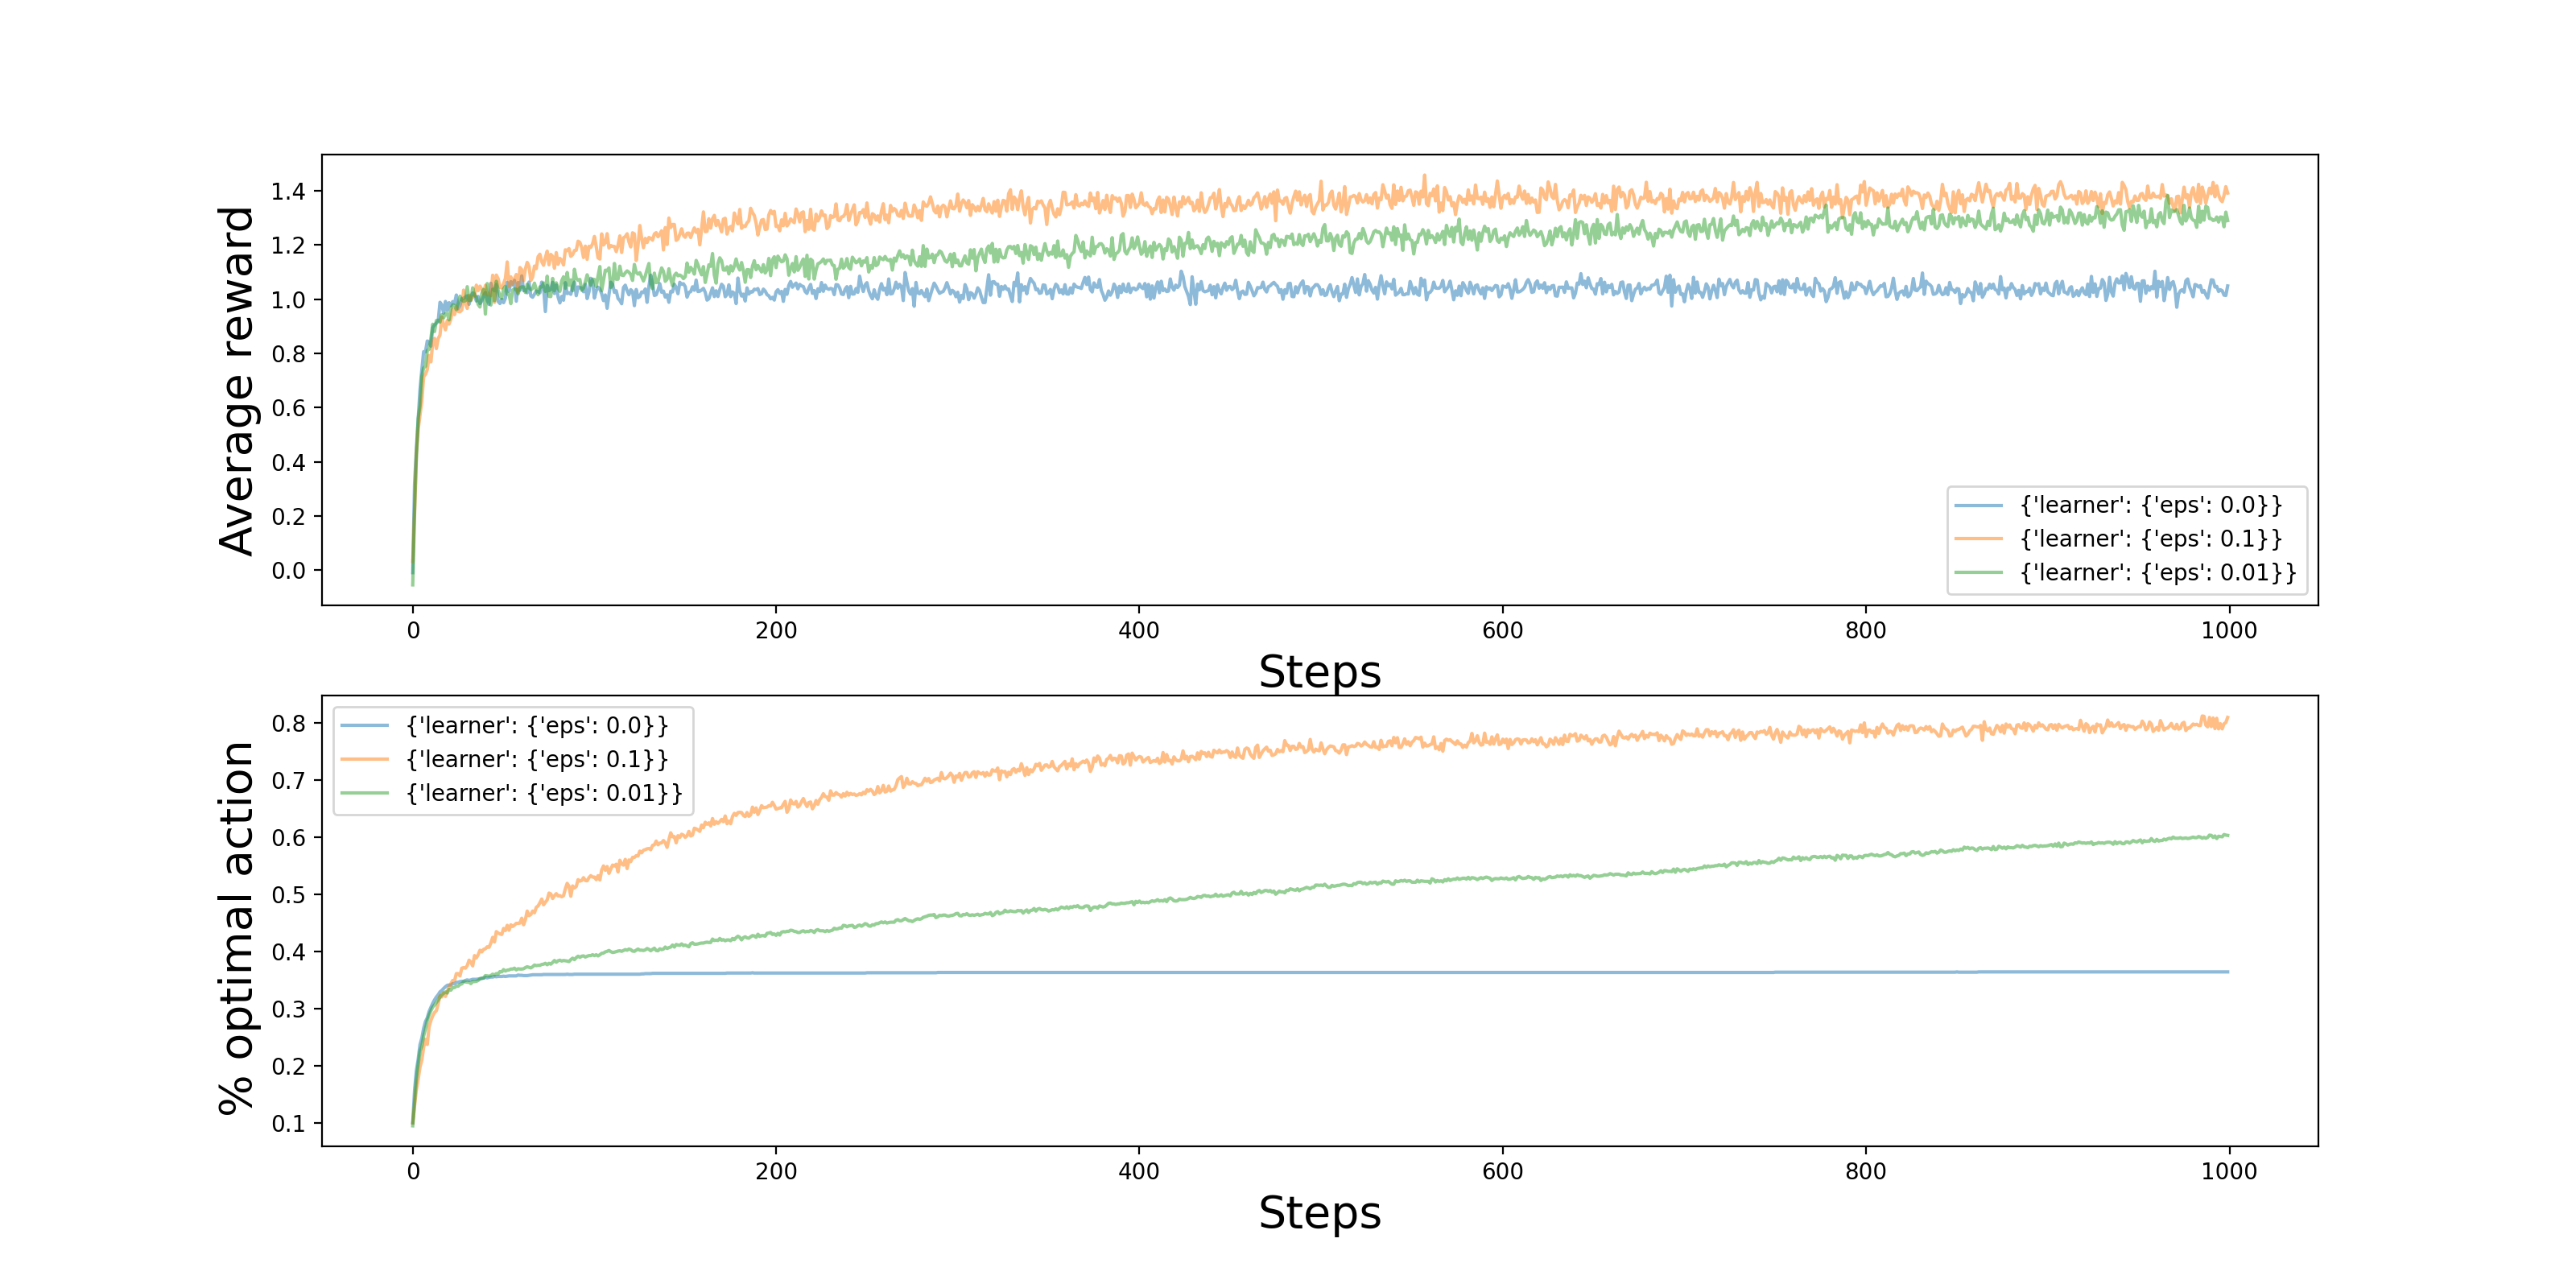 Average reward
1.4
1.2
1.0
0.8
0.6
0.4
0.2
0.0
{'learner': {'eps': 0.0}}
{'learner': {'eps': 0.1}}
{'learner': {'eps': 0.01}}
0 200 400 600 800 1000
Steps
% optimal action
0.8
0.7
0.6
0.5
0.4
0.3
0.2
0.1
{'learner': {'eps': 0.0}}
{'learner': {'eps': 0.1}}
{'learner': {'eps': 0.01}}
0 200 400 600 800 1000
Steps